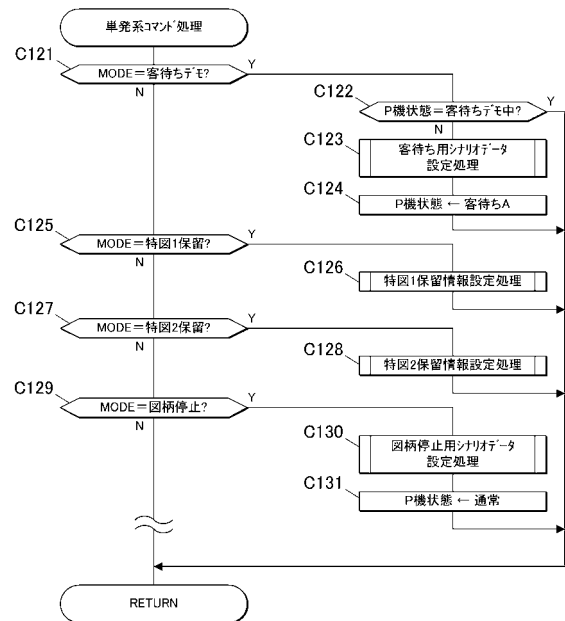 単発系コマンド処理
C121
MODE＝客待ちデモ?
Y
N
C122
P機状態＝客待ちデモ中?
Y
N
C123
客待ち用シナリオデータ
設定処理
C124
P機状態 ← 客待ちA
C125
MODE＝特図1保留?
Y
N
C126
特図1保留情報設定処理
C127
MODE＝特図2保留?
Y
N
C128
特図2保留情報設定処理
C129
MODE＝図柄停止?
Y
N
C130
図柄停止用シナリオデータ
設定処理
C131
P機状態 ← 通常
RETURN